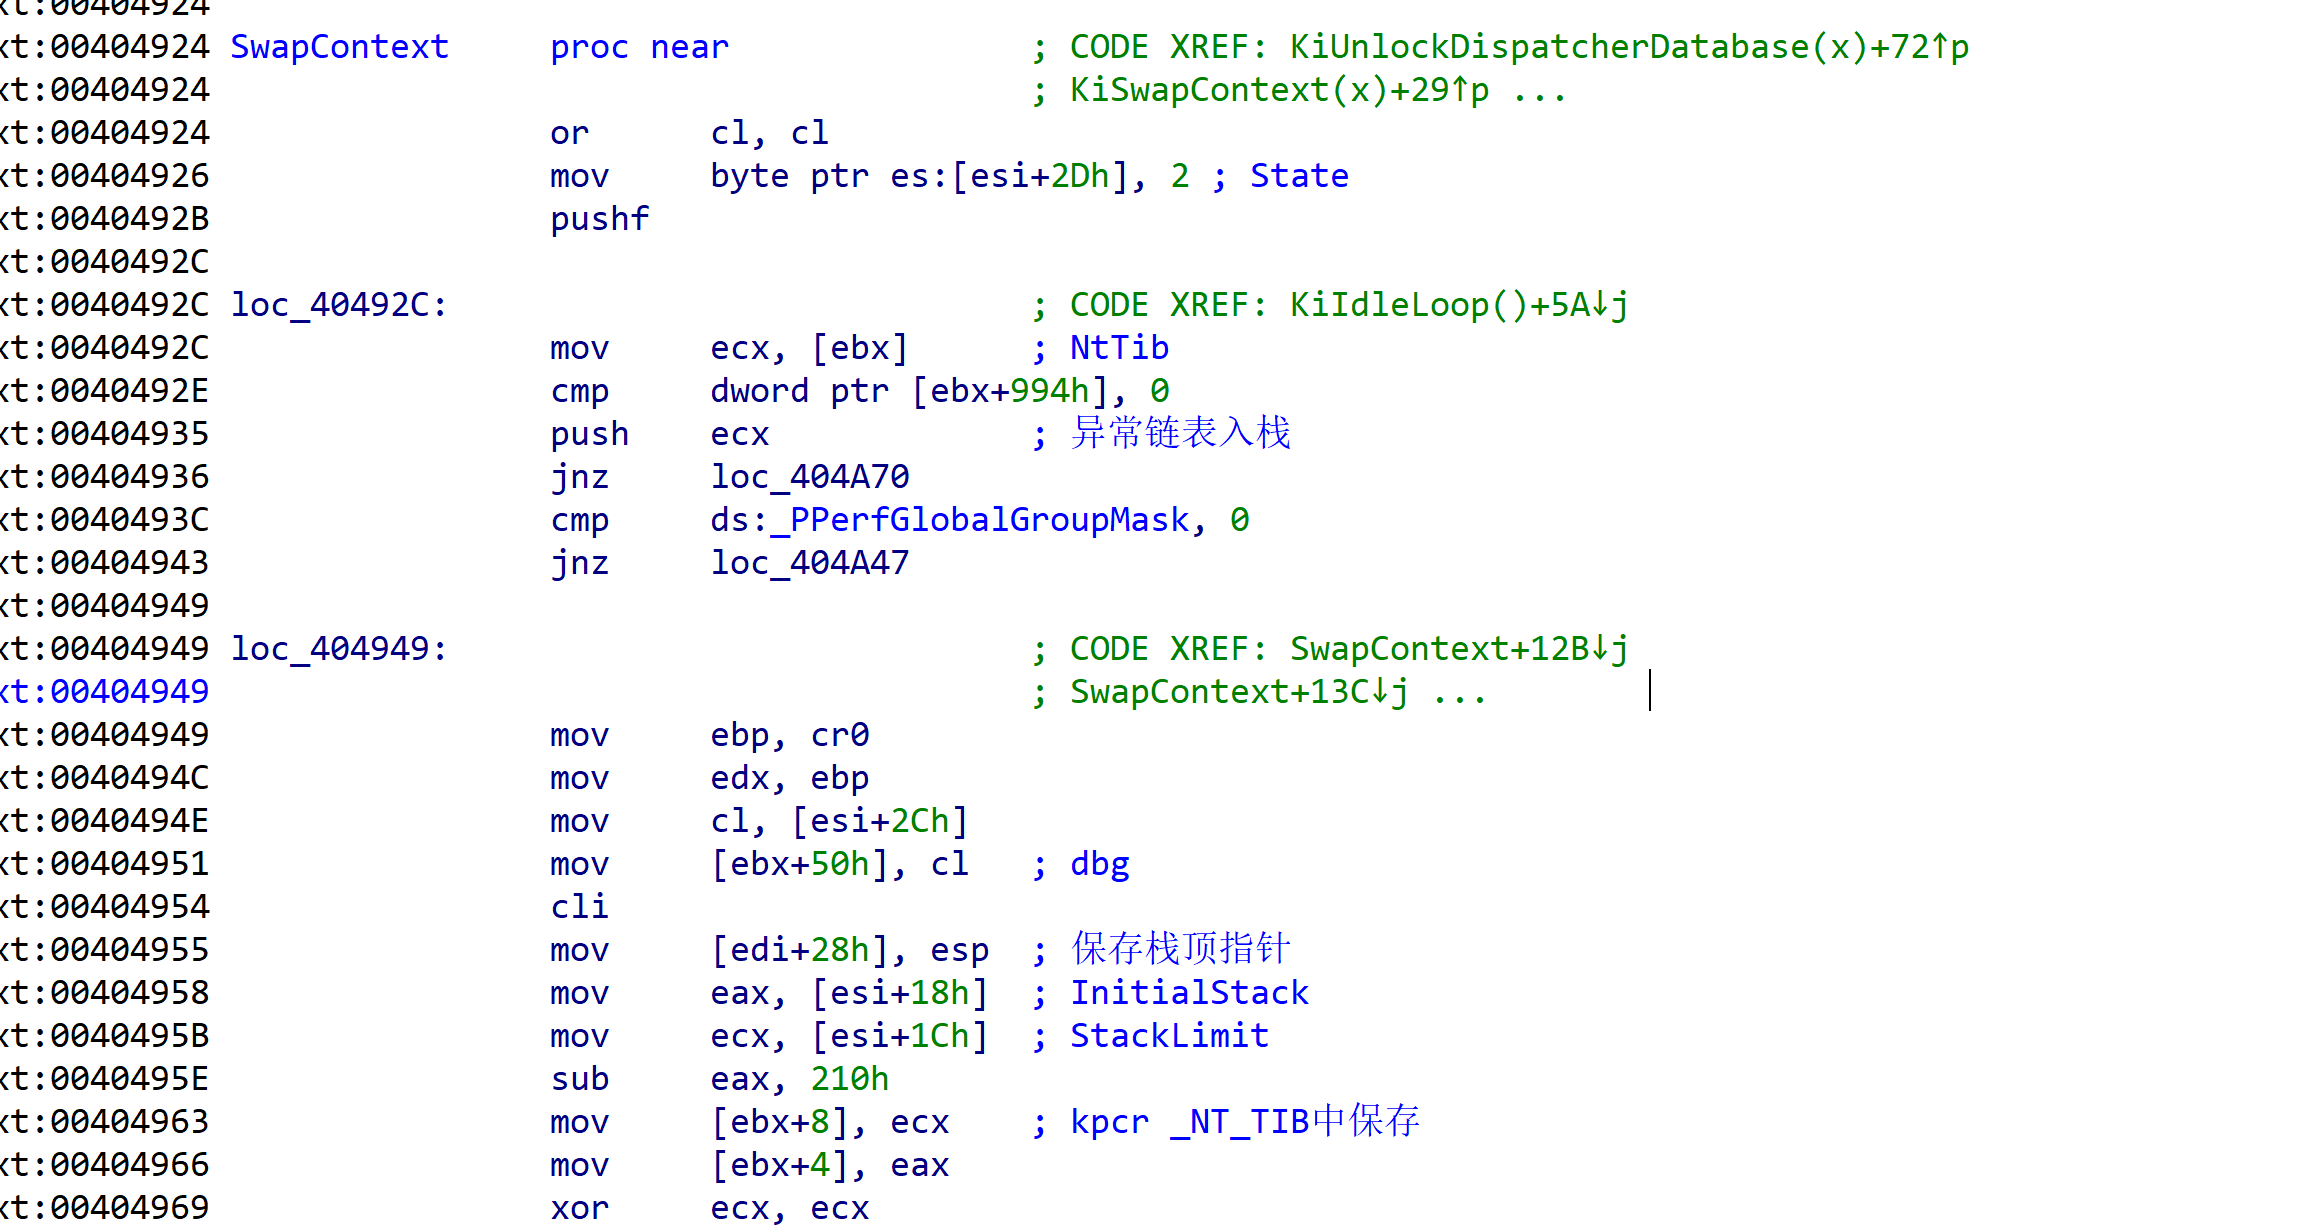 xt:00404924
xt:00404924 SwapContext     proc near               ; CODE XREF: KiUnlockDispatcherDatabase(x)+72↑p
xt:00404924                                         ; KiSwapContext(x)+29↑p ...
xt:00404924                 or      cl, cl
xt:00404926                 mov     byte ptr es:[esi+2Dh], 2 ; State
xt:0040492B                 pushf
xt:0040492C
xt:0040492C loc_40492C:                             ; CODE XREF: KiIdleLoop()+5A↓j
xt:0040492C                 mov     ecx, [ebx]      ; NtTib
xt:0040492E                 cmp     dword ptr [ebx+994h], 0
xt:00404935                 push    ecx             ; 异常链表入栈
xt:00404936                 jnz     loc_404A70
xt:0040493C                 cmp     ds:_PPerfGlobalGroupMask, 0
xt:00404943                 jnz     loc_404A47
xt:00404949
xt:00404949 loc_404949:                             ; CODE XREF: SwapContext+12B↓j
xt:00404949                                         ; SwapContext+13C↓j ...
xt:00404949                 mov     ebp, cr0
xt:0040494C                 mov     edx, ebp
xt:0040494E                 mov     cl, [esi+2Ch]
xt:00404951                 mov     [ebx+50h], cl   ; dbg
xt:00404954                 cli
xt:00404955                 mov     [edi+28h], esp  ; 保存栈顶指针
xt:00404958                 mov     eax, [esi+18h]  ; InitialStack
xt:0040495B                 mov     ecx, [esi+1Ch]  ; StackLimit
xt:0040495E                 sub     eax, 210h
xt:00404963                 mov     [ebx+8], ecx    ; kpcr _NT_TIB中保存
xt:00404966                 mov     [ebx+4], eax
xt:00404969                 xor     ecx, ecx